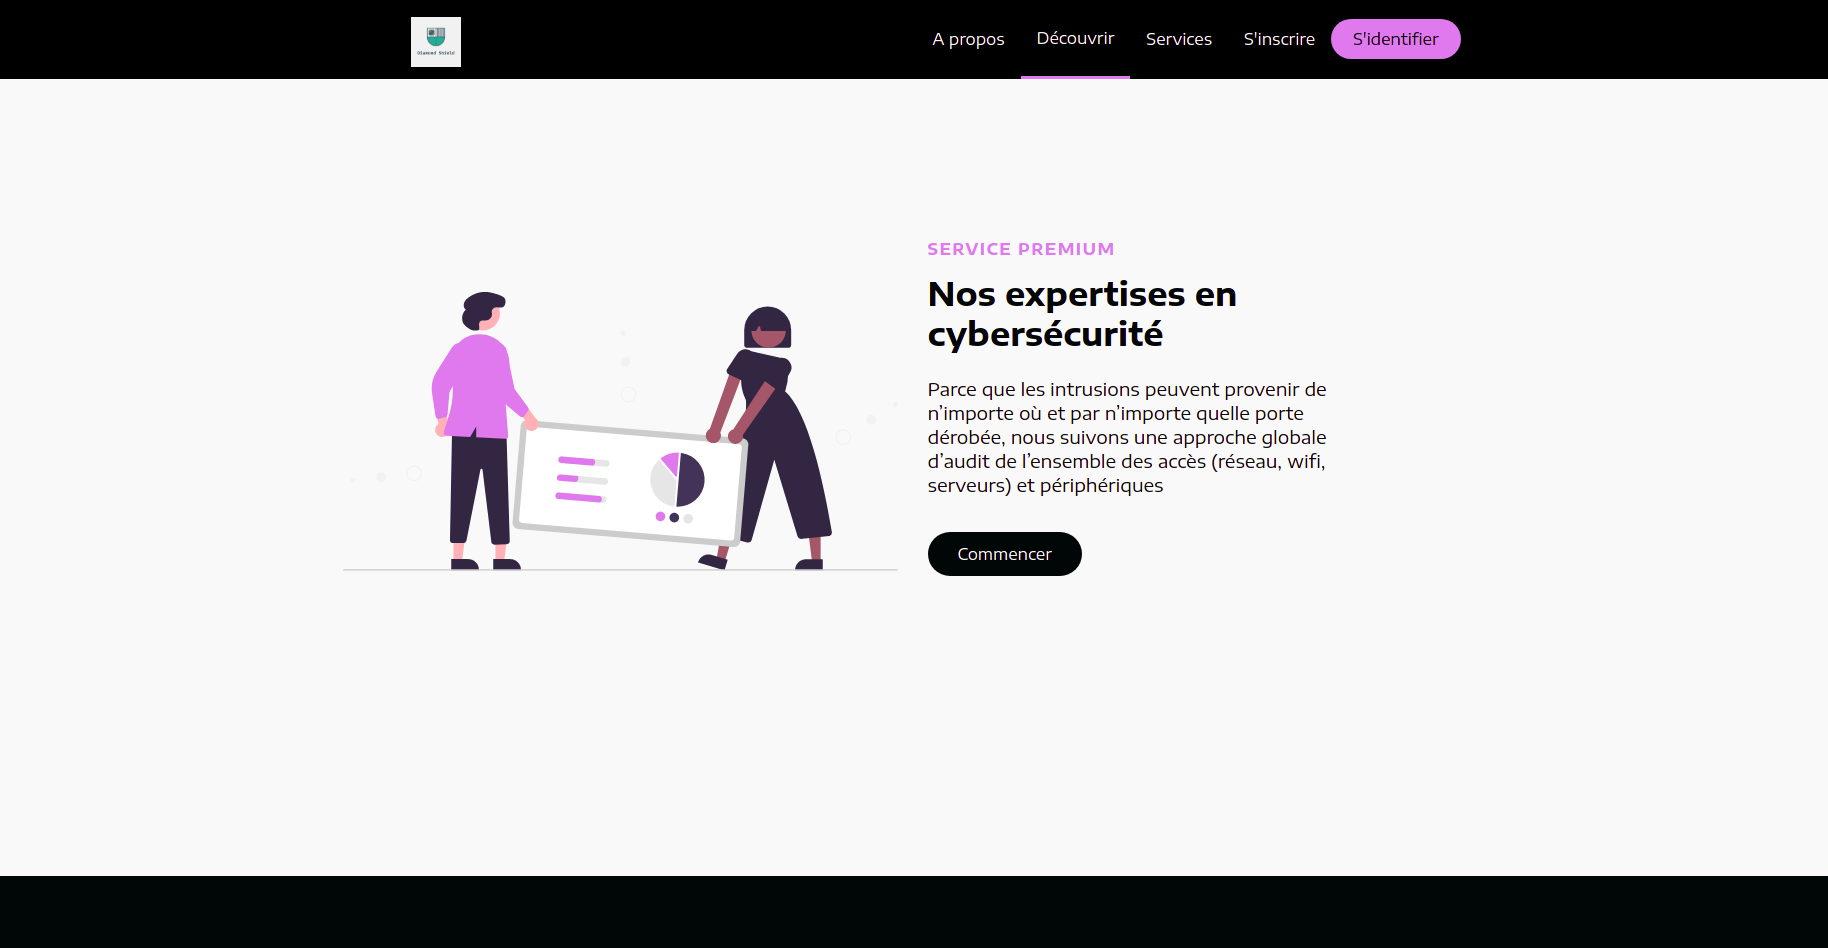 Diamond Shield
A propos
Découvrir
Services
S'inscrire
S'identifier
SERVICE PREMIUM
Nos expertises en
cybersécurité
Parce que les intrusions peuvent provenir de
n’importe où et par n’importe quelle porte
dérobée, nous suivons une approche globale
d’audit de l’ensemble des accès (réseau, wifi,
serveurs) et périphériques
Commencer